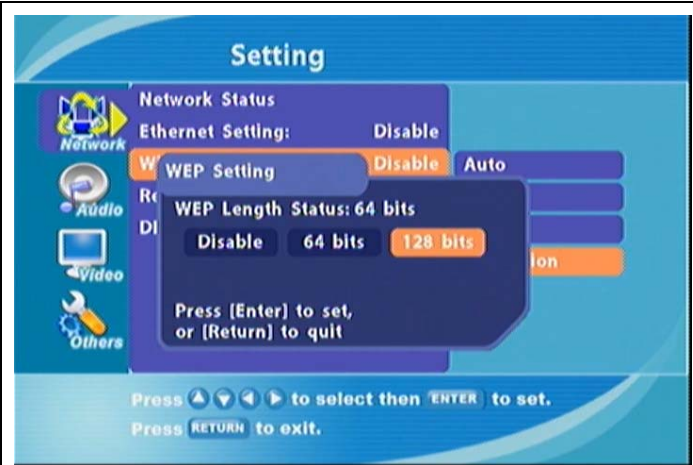 Setting
Network
Audio
Video
Others
Network Status
Ethernet Setting: Disable
Disable
Auto
WEP Setting
WEP Length Status: 64 bits
Disable 64 bits 128 bits
Press [Enter] to set,
or [Return] to quit
Press to select then ENTER to set.
Press RETURN to exit.